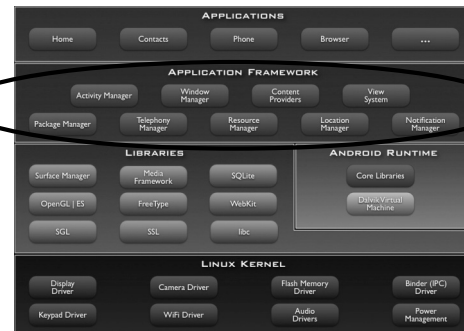 APPLICATIONS
Home Contacts Phone Browser ...
APPLICATION FRAMEWORK
Activity Manager Window Manager Content Providers View System
Package Manager Telephony Manager Resource Manager Location Manager Notification Manager
LIBRARIES
Surface Manager Media Framework SQLite
OpenGL | ES FreeType WebKit
SGL SSL libc
ANDROID RUNTIME
Core Libraries
Dalvik Virtual Machine
LINUX KERNEL
Display Driver Camera Driver Flash Memory Driver Binder (IPC) Driver
Keypad Driver WiFi Driver Audio Drivers Power Management